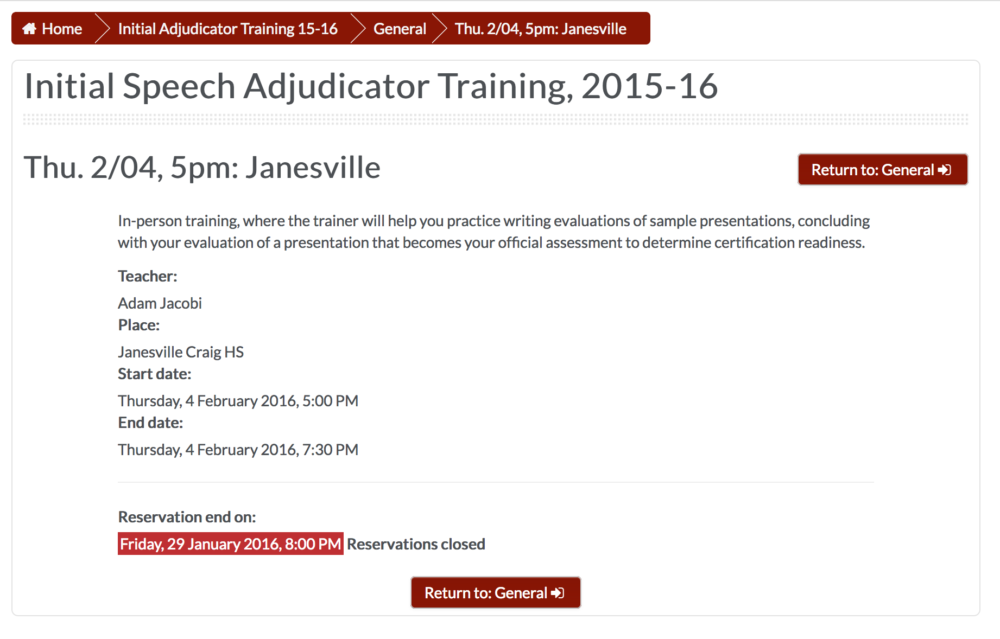 Home Initial Adjudicator Training 15-16 General Thu. 2/04, 5pm: Janesville
Initial Speech Adjudicator Training, 2015-16
Thu. 2/04, 5pm: Janesville
Return to: General
In-person training, where the trainer will help you practice writing evaluations of sample presentations, concluding
with your evaluation of a presentation that becomes your official assessment to determine certification readiness.
Teacher:
Adam Jacobi
Place:
Janesville Craig HS
Start date:
Thursday, 4 February 2016, 5:00 PM
End date:
Thursday, 4 February 2016, 7:30 PM
Reservation end on:
Friday, 29 January 2016, 8:00 PM Reservations closed
Return to: General